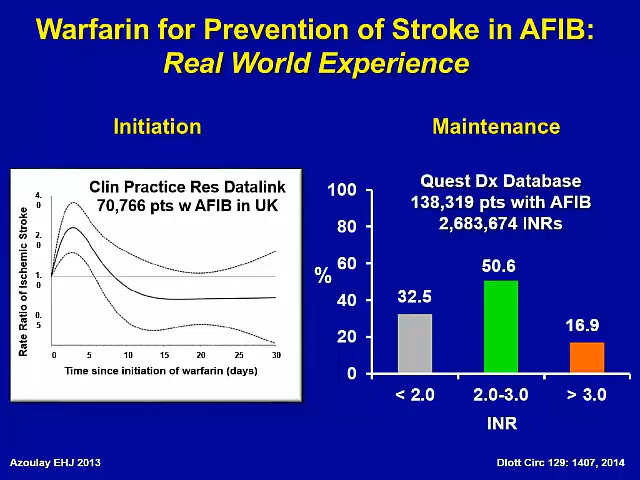 Warfarin for Prevention of Stroke in AFIB:
Real World Experience
Initiation
Clin Practice Res Datalink
70,766 pts w AFIB in UK
Rate Ratio of Ischemic Stroke
4.
0
2.
0
1.
0
0.
5
0 5 10 15 20 25 30
Time since initiation of warfarin (days)
Maintenance
Quest Dx Database
138,319 pts with AFIB
2,683,674 INRs
%
100
80
60
40
20
0
32.5
50.6
16.9
< 2.0 2.0-3.0 > 3.0
INR
Azoulay EHJ 2013
Dlott Circ 129: 1407, 2014